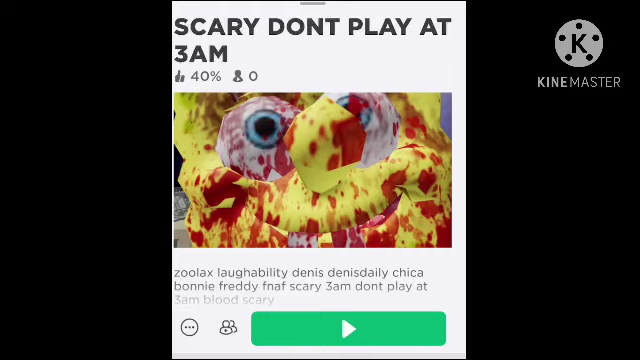 SCARY DONT PLAY AT
3AM
40% 0
K
KINEMASTER
zoolax laughability denis denisdaily chica
bonnie freddy fnaf scary 3am dont play at
3am blood scary